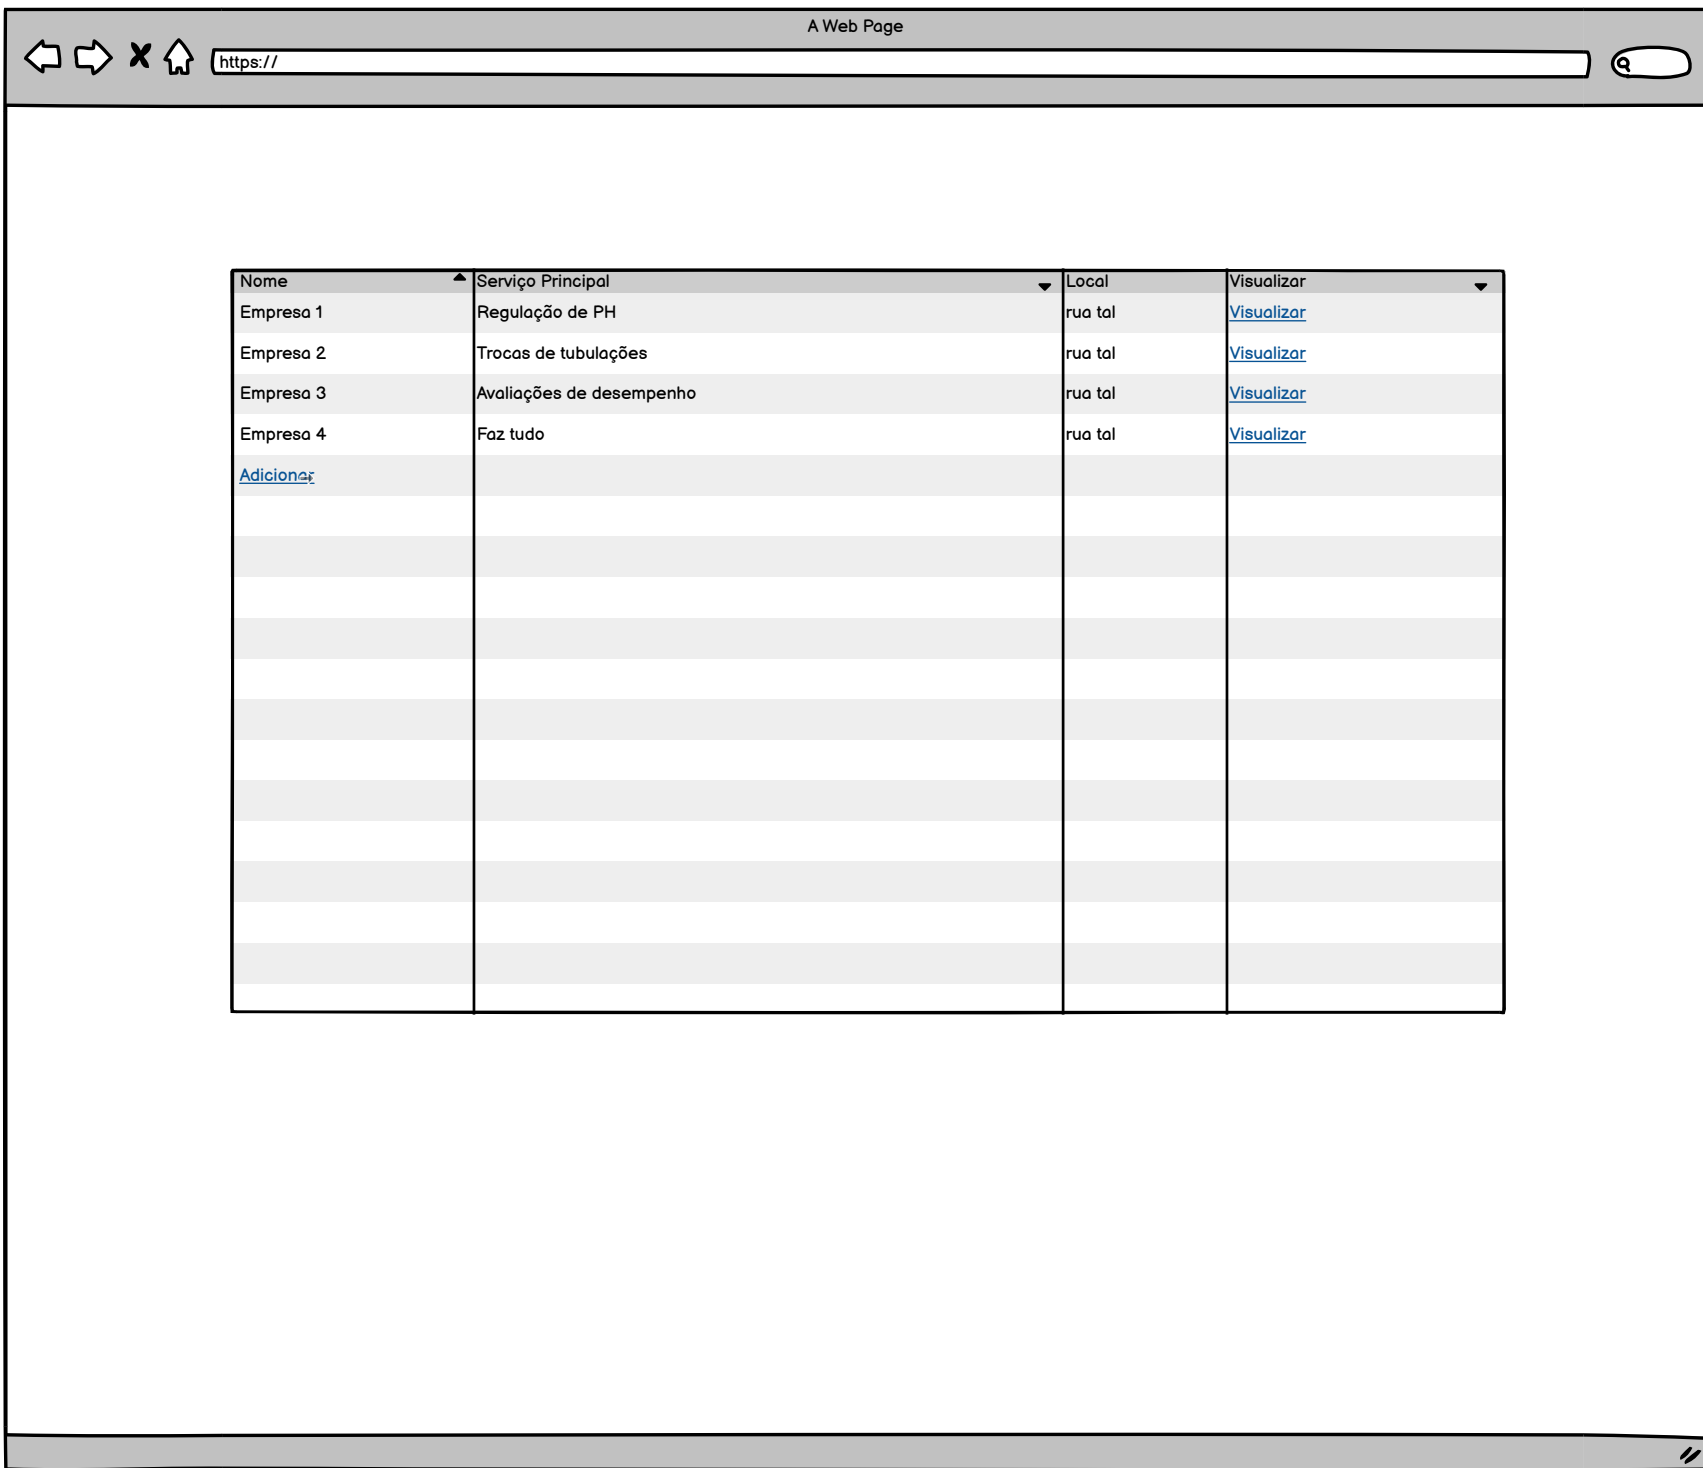 A Web Page
https://
Nome Serviço Principal Local Visualizar
Empresa 1 Regulação de PH rua tal Visualizar
Empresa 2 Trocas de tubulações rua tal Visualizar
Empresa 3 Avaliações de desempenho rua tal Visualizar
Empresa 4 Faz tudo rua tal Visualizar
Adicionar